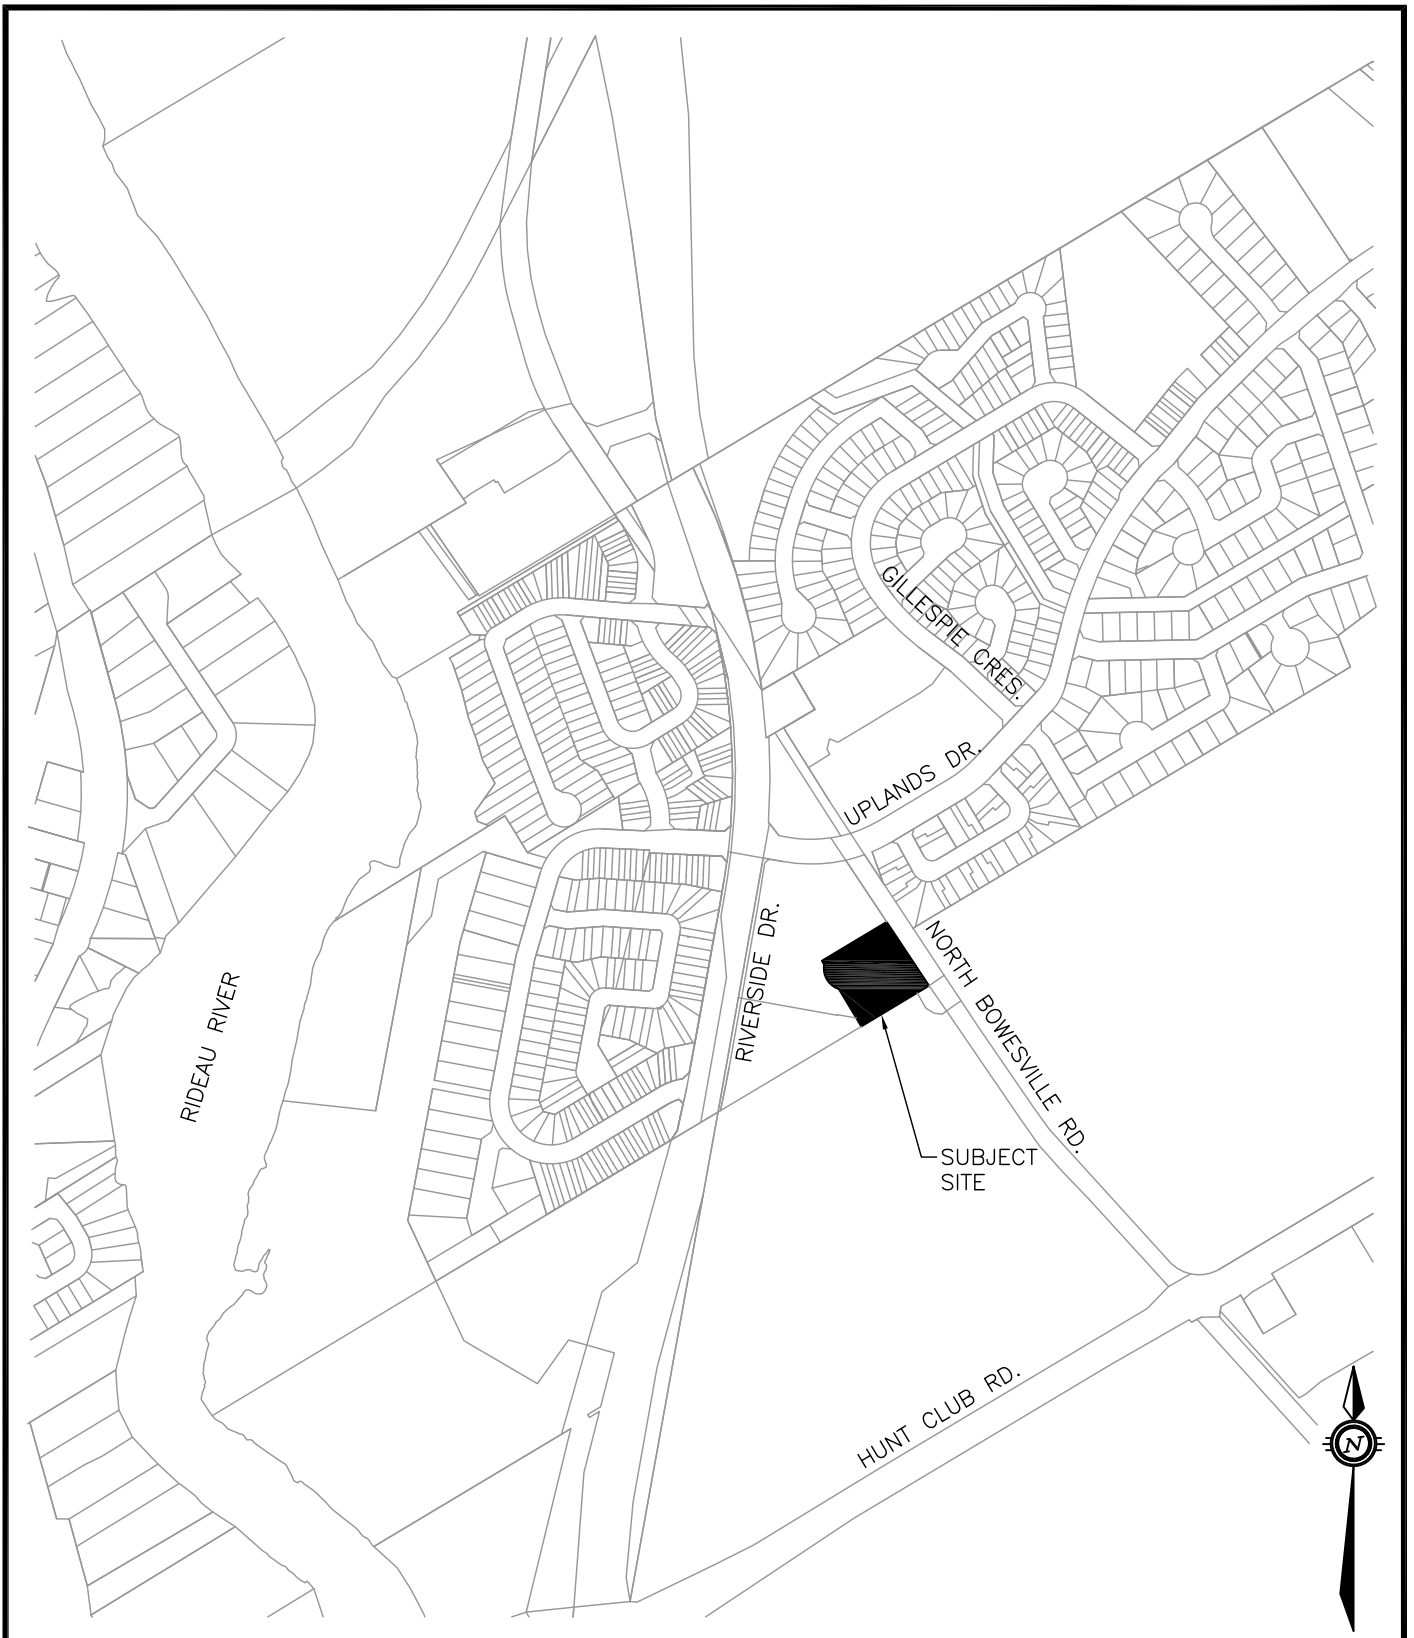 GILLESPIE CRES.
UPLANDS DR.
RIVERSIDE DR.
NORTH BOWESVILLE RD.
RIDEAU RIVER
SUBJECT
SITE
HUNT CLUB RD.
N